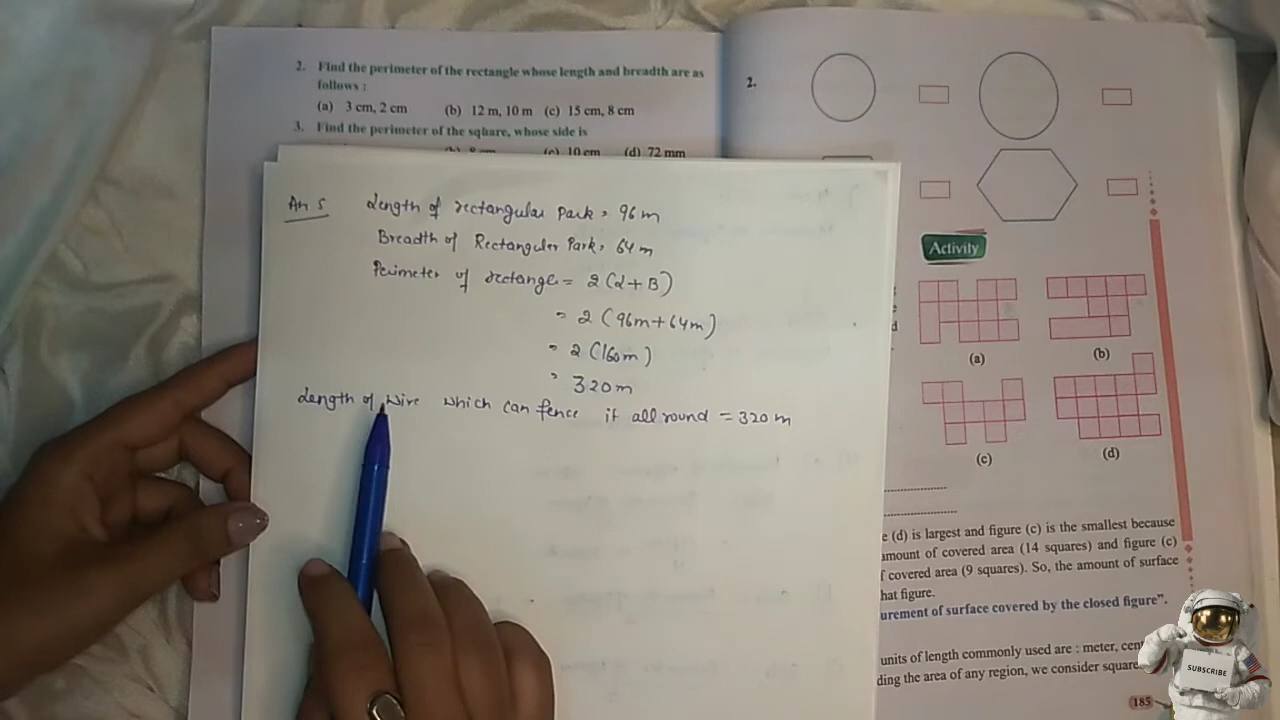 2. Find the perimeter of the rectangle whose length and breadth are as
follows :
(a) 3 cm, 2 cm (b) 12 m, 10 m (c) 15 cm, 8 cm
3. Find the perimeter of the square, whose side is
(b) 8 cm (c) 10 cm (d) 72 mm
Ans 5 Length of rectangular Park = 96 m
Breadth of Rectangular Park = 64 m
Perimeter of rectange = 2 (L + B)
= 2 (96m + 64m)
= 2 (160m)
= 320 m
Length of wire which can fence it all round = 320 m
2.
Activity
(a)
(b)
(c)
(d)
e (d) is largest and figure (c) is the smallest because
amount of covered area (14 squares) and figure (c)
f covered area (9 squares). So, the amount of surface
hat figure.
urement of surface covered by the closed figure".
units of length commonly used are : meter, cen
ding the area of any region, we consider square
185
SUBSCRIBE